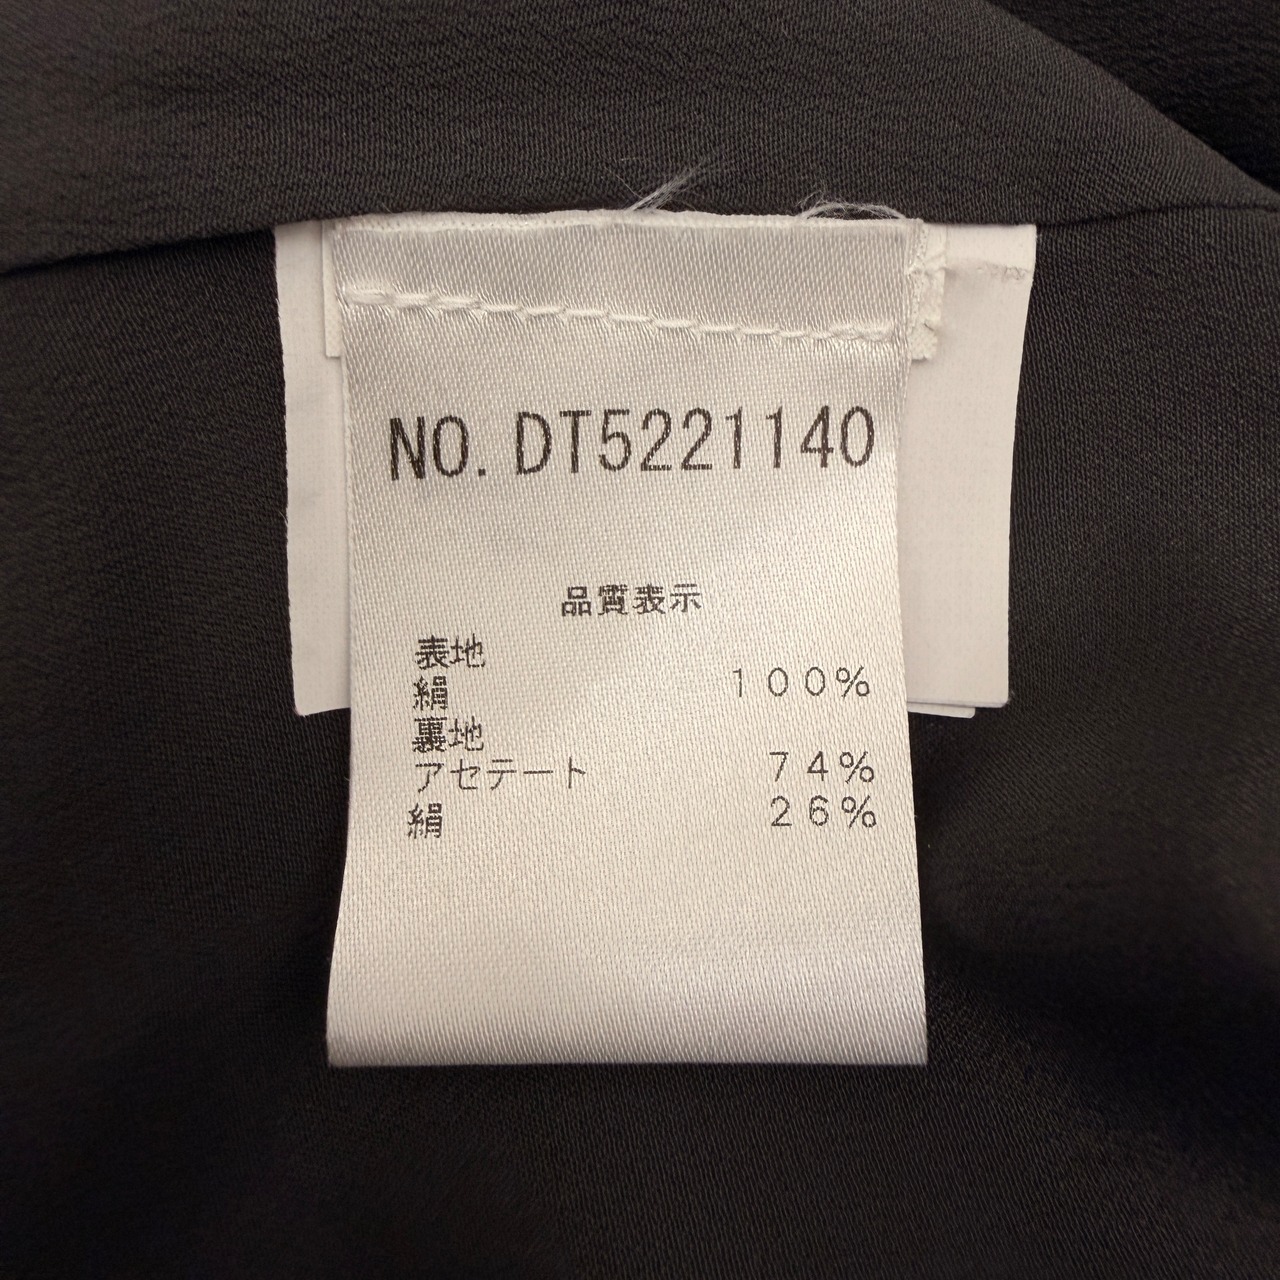 NO. DT5221140
品質表示
表地
絹 100%
裏地
アセテート 74%
絹 26%